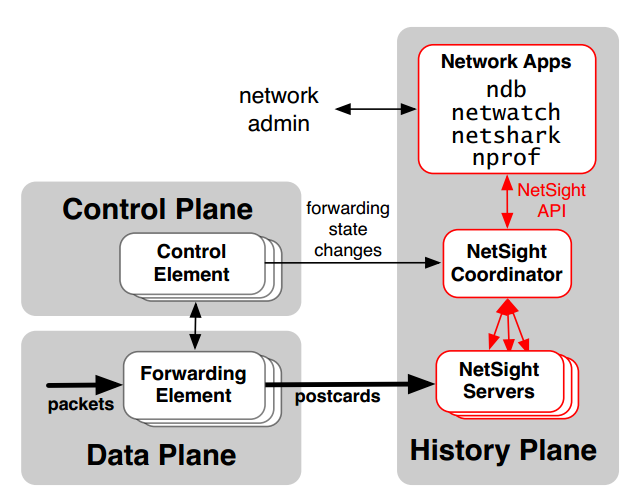 Network Apps
ndb
netwatch
netshark
nprof
network
admin
NetSight
API
Control Plane
forwarding
state
changes
Control
Element
NetSight
Coordinator
Forwarding
Element
packets
postcards
NetSight
Servers
Data Plane
History Plane